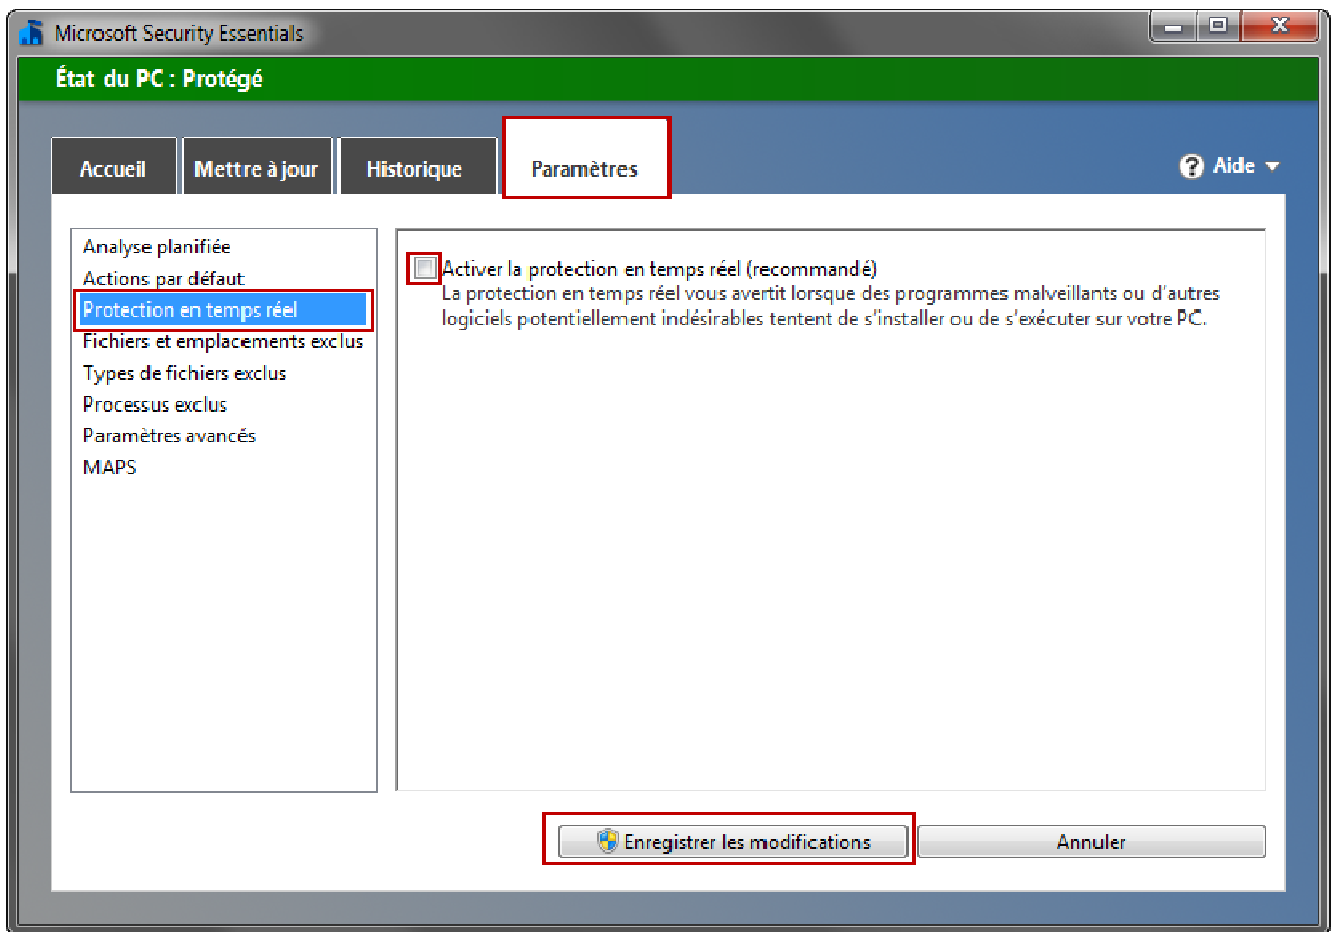 Microsoft Security Essentials
État du PC : Protégé
Accueil
Mettre à jour
Historique
Paramètres
Aide
Analyse planifiée
Actions par défaut
Protection en temps réel
Fichiers et emplacements exclus
Types de fichiers exclus
Processus exclus
Paramètres avancés
MAPS
Activer la protection en temps réel (recommandé)
La protection en temps réel vous avertit lorsque des programmes malveillants ou d'autres
logiciels potentiellement indésirables tentent de s'installer ou de s'exécuter sur votre PC.
Enregistrer les modifications
Annuler